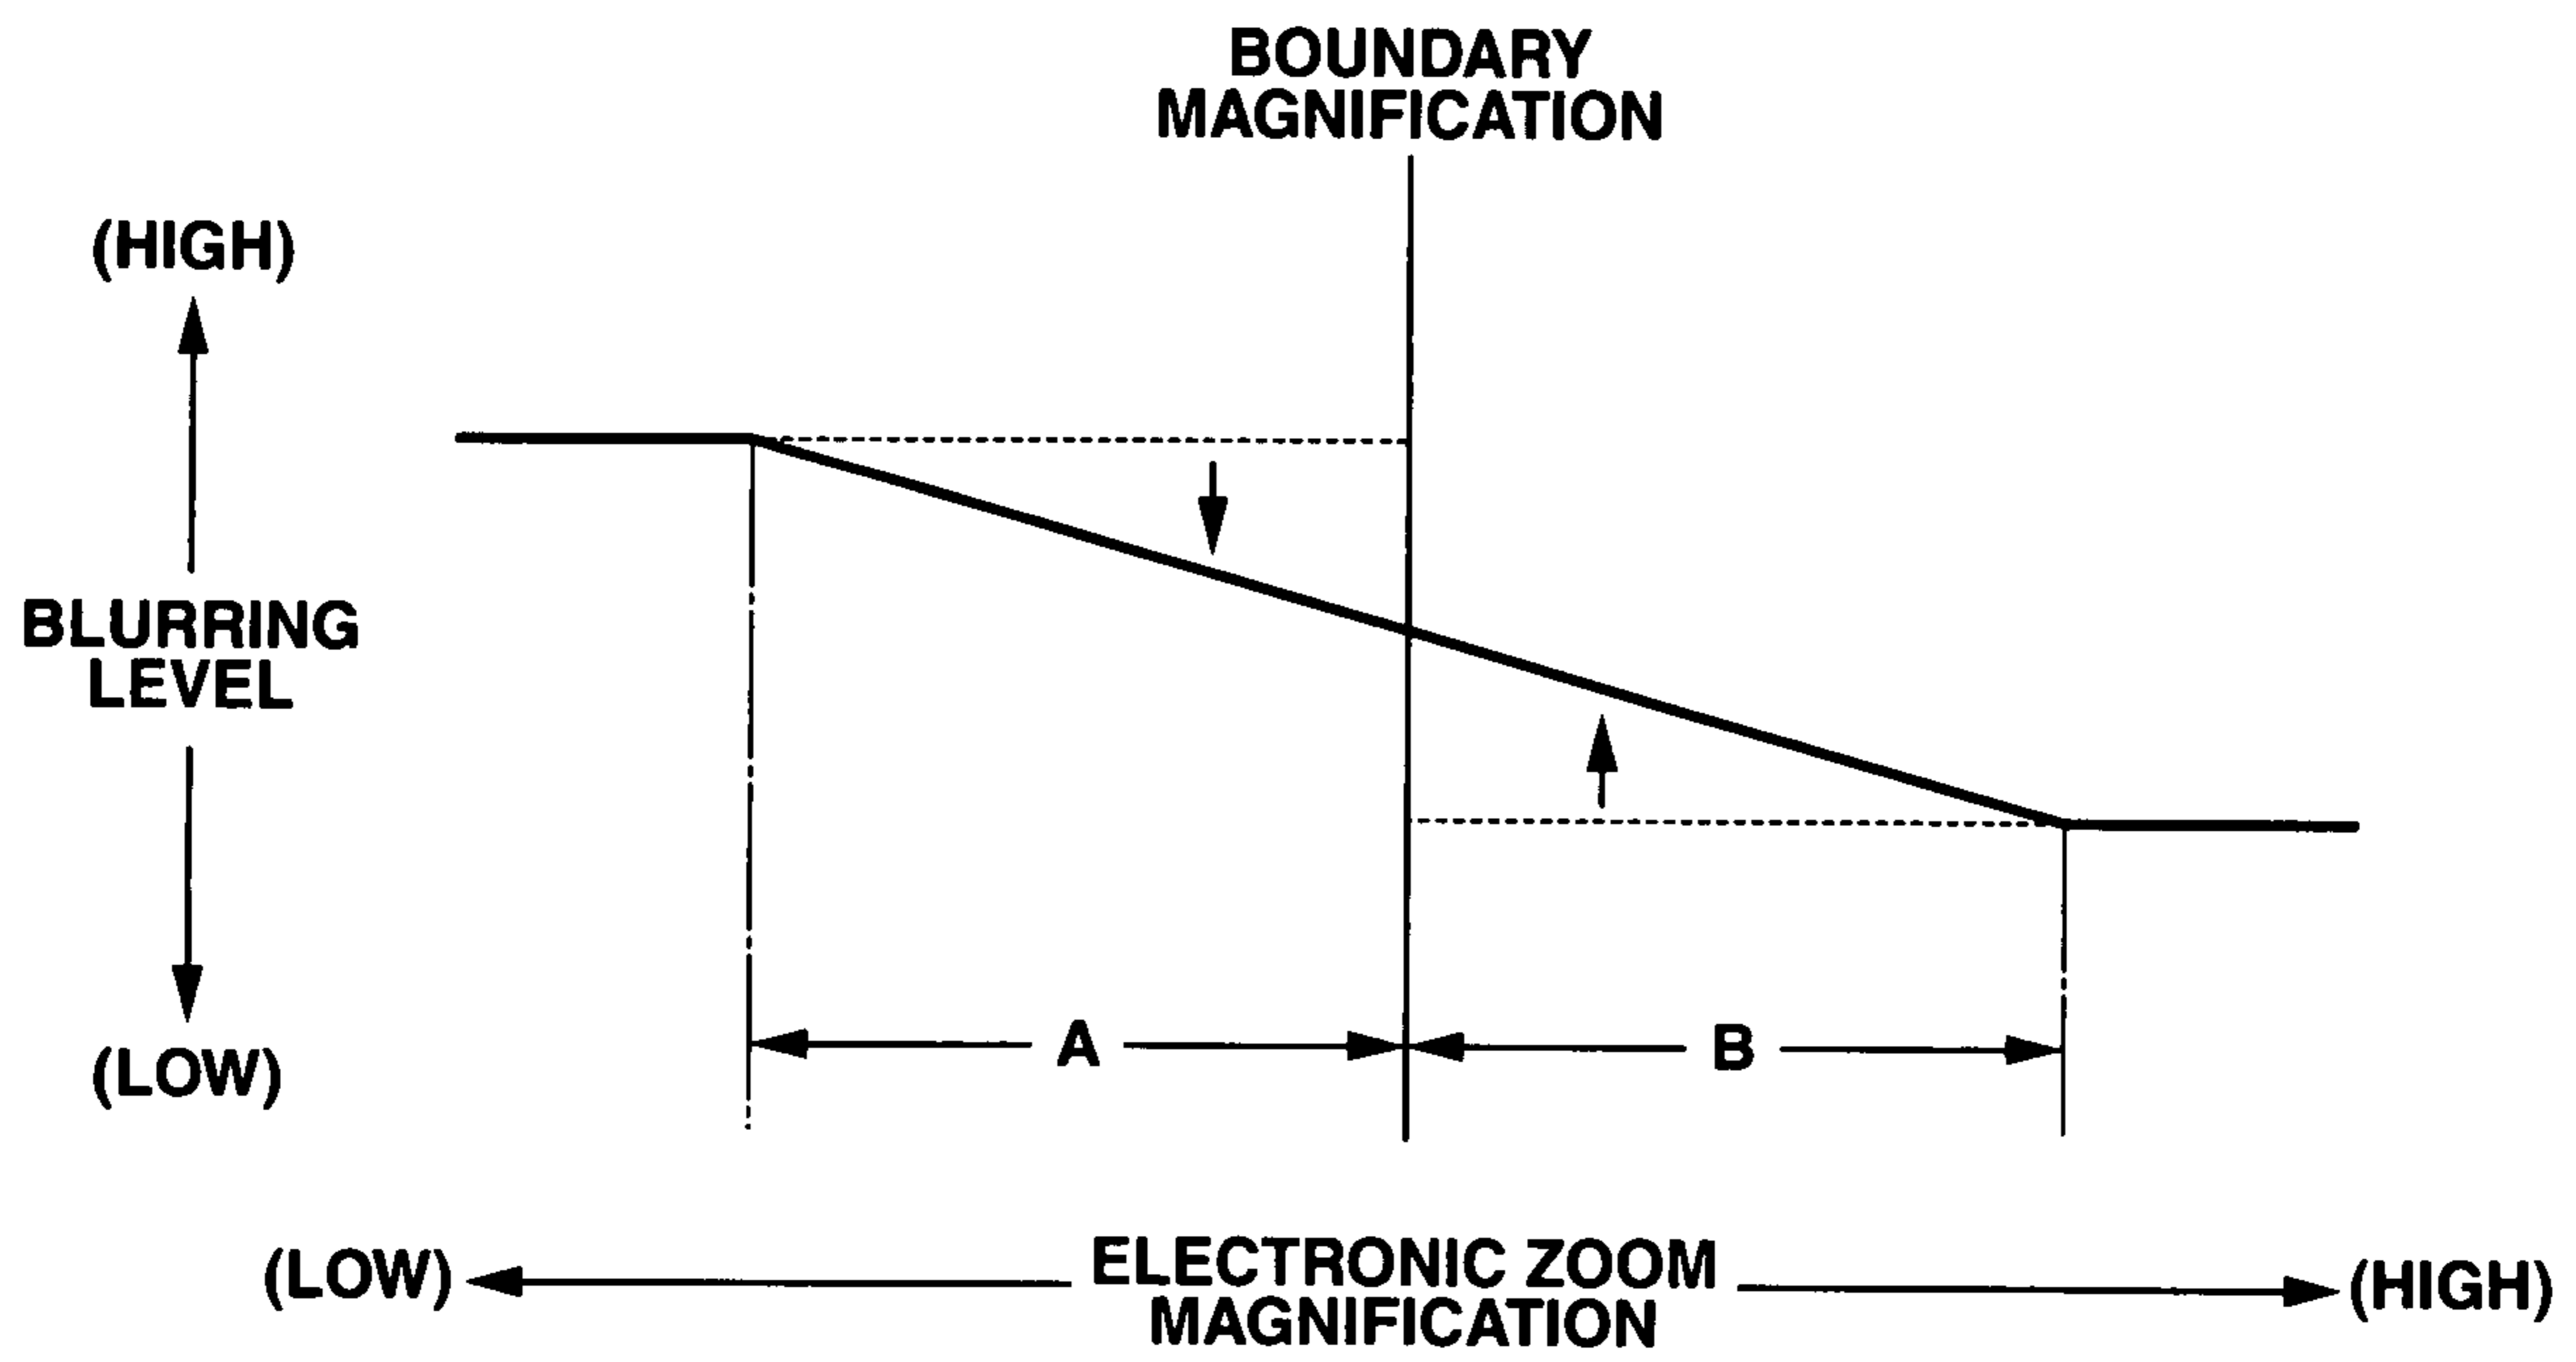 BOUNDARY
MAGNIFICATION
(HIGH)
BLURRING
LEVEL
(LOW)
A
B
(LOW)
ELECTRONIC ZOOM
MAGNIFICATION
(HIGH)